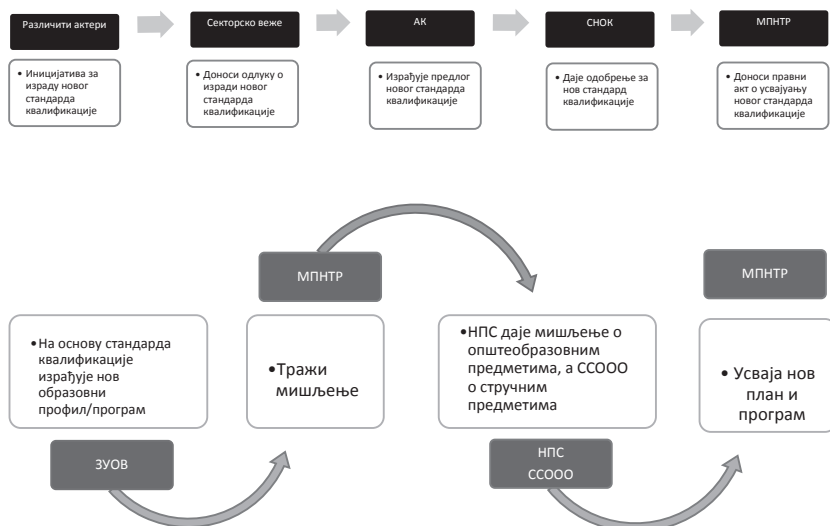 Различити актери
Секторско веже
АК
СНОК
МПНТР
• Иницијатива за
израду новог
стандарда
квалификације
• Доноси одлуку о
изради новог
стандарда
квалификације
• Израђује предлог
новог стандарда
квалификације
• Даје одобрење за
нов стандард
квалификације
• Доноси правни
акт о усвајуању
новог стандарда
квалификације
МПНТР
МПНТР
•На основу стандарда
квалификације
израђује нов
образовни
профил/програм
•Тражи
мишљење
•НПС даје мишљење о
општеобразовним
предметима, а ССООО
о стручним
предметима
• Усваја нов
план и
програм
ЗУОВ
НПС
ССООО